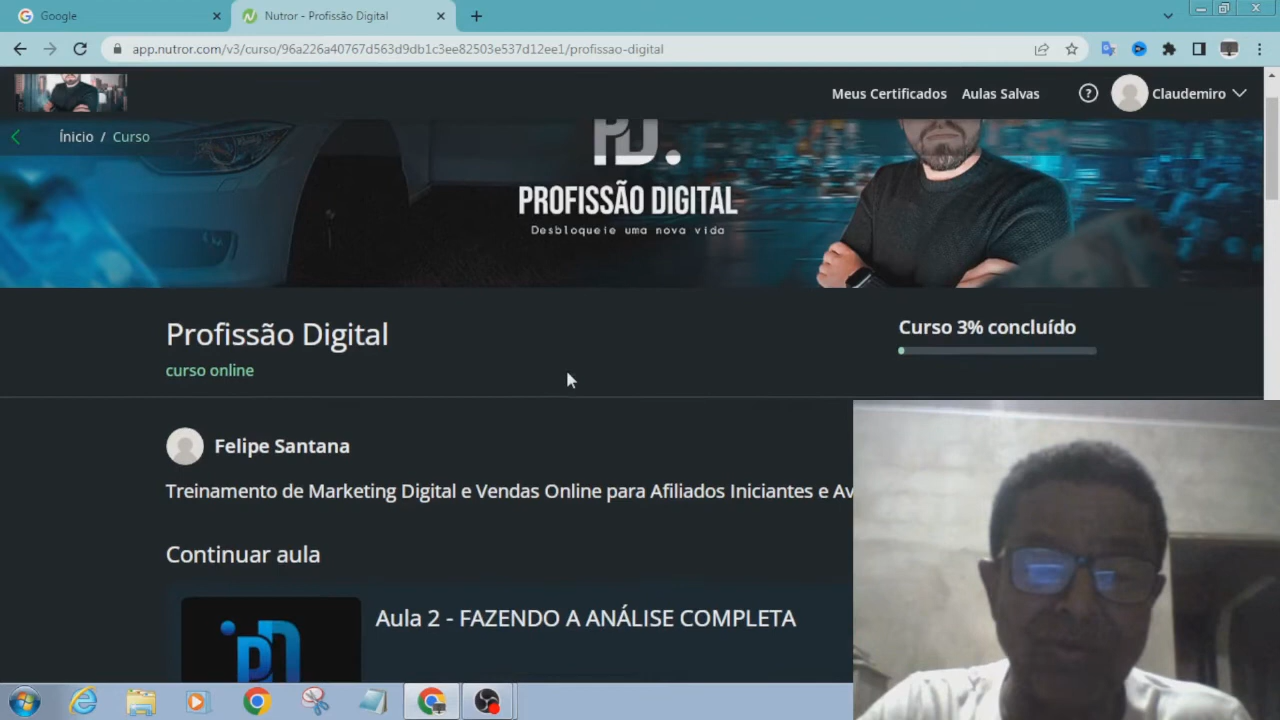 Google
Nutror - Profissão Digital
app.nutror.com/v3/curso/96a226a40767d563d9db1c3ee82503e537d12ee1/profissao-digital
Meus Certificados
Aulas Salvas
Claudemiro
Ínicio / Curso
PD.
PROFISSÃO DIGITAL
Desbloqueie uma nova vida
Profissão Digital
curso online
Curso 3% concluído
Felipe Santana
Treinamento de Marketing Digital e Vendas Online para Afiliados Iniciantes e Av
Continuar aula
Aula 2 - FAZENDO A ANÁLISE COMPLETA